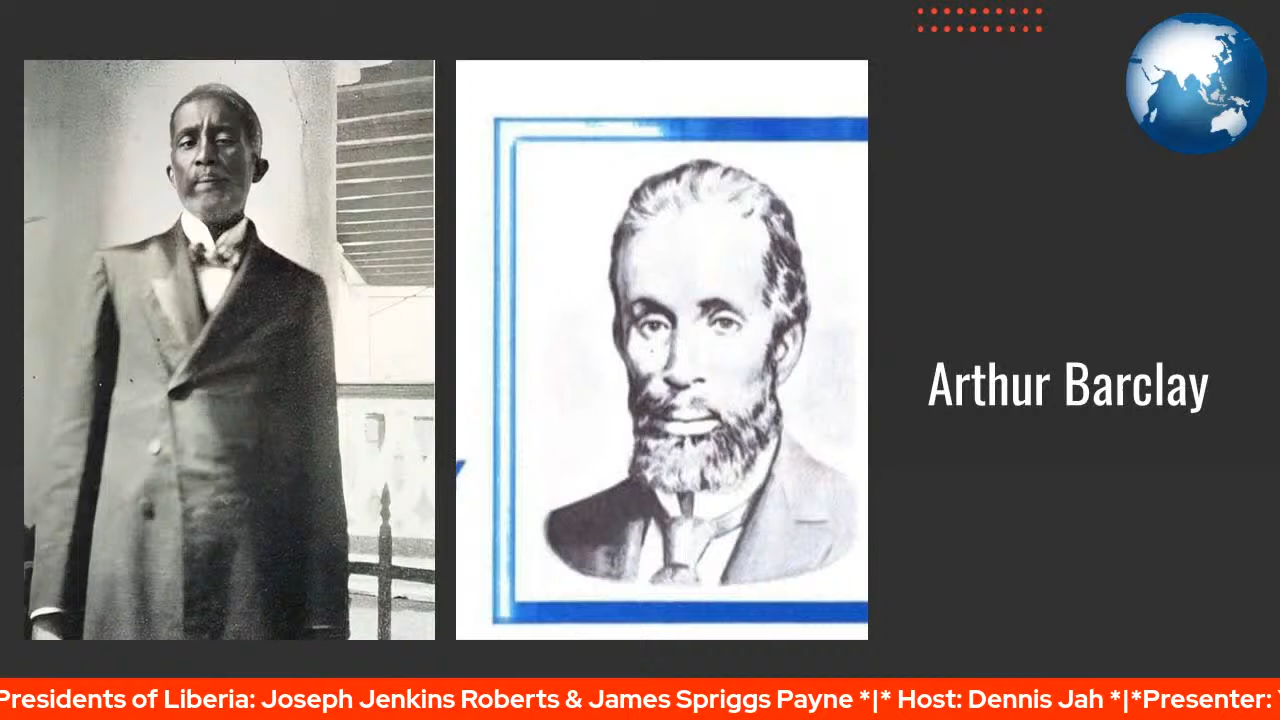 Arthur Barclay
Presidents of Liberia: Joseph Jenkins Roberts & James Spriggs Payne *|* Host: Dennis Jah *|*Presenter: